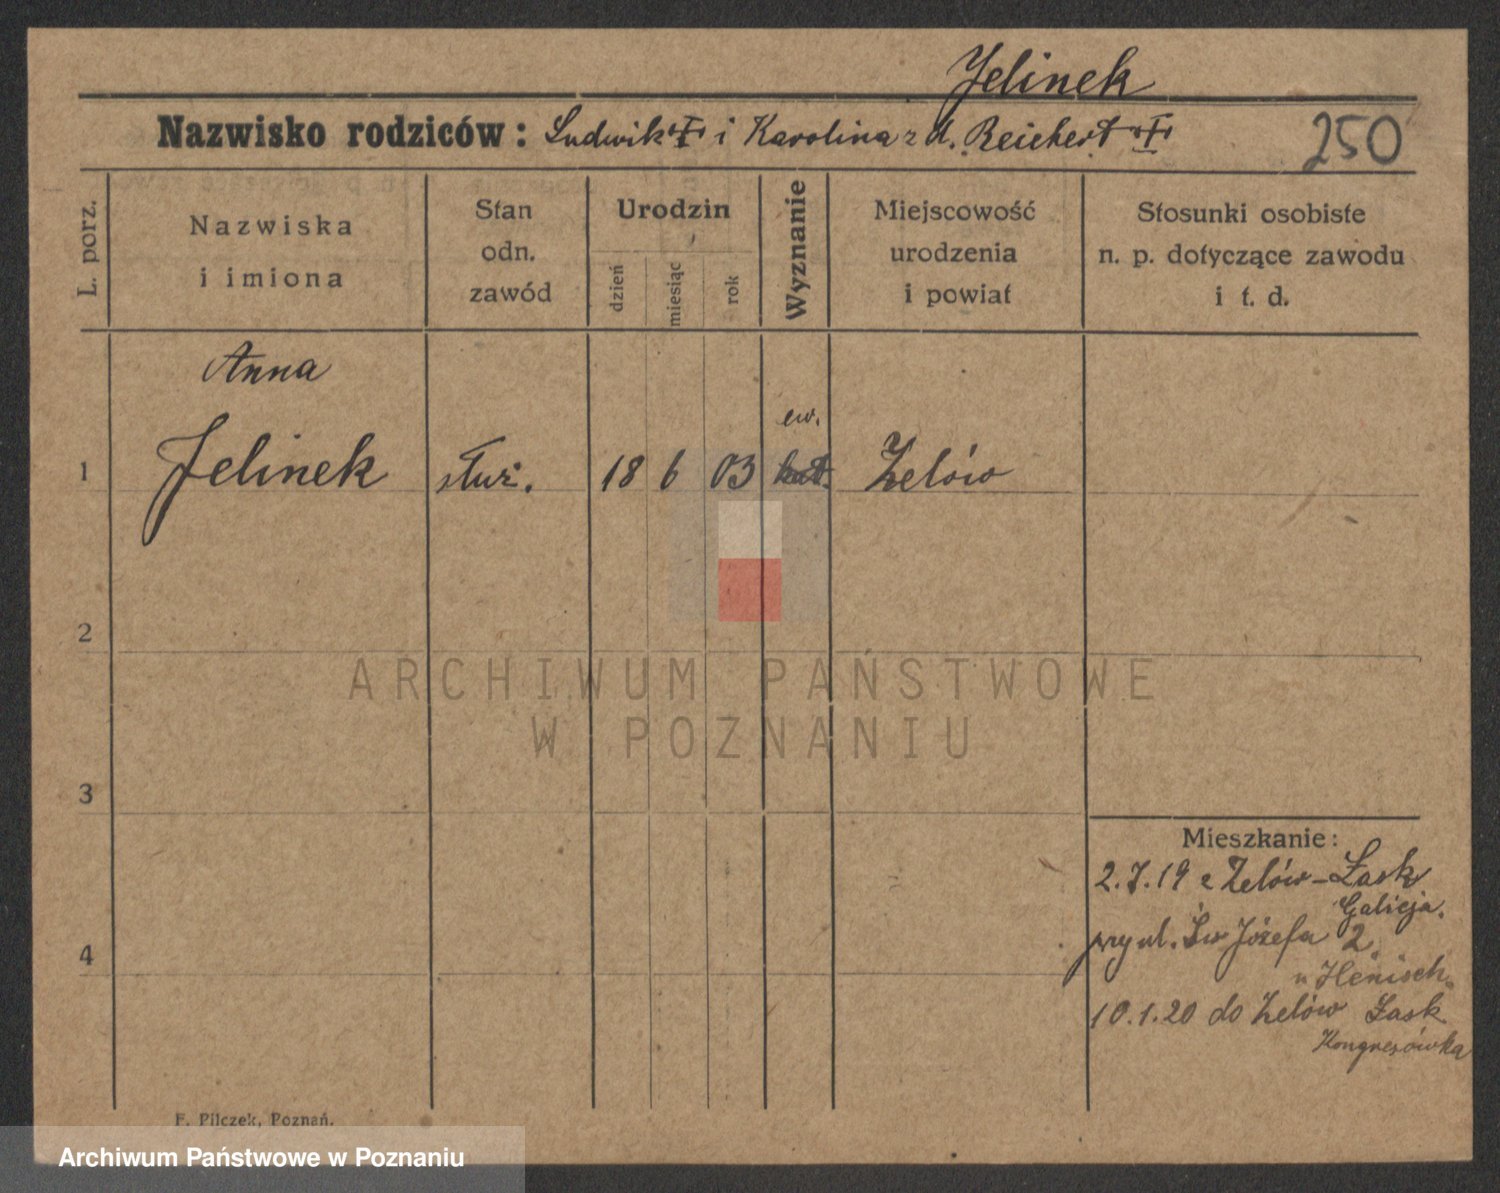 Jelinek
Nazwisko rodziców: Ludwik "†" i Karolina z d. Reichert "†"
250
L. porz.
Nazwiska
i imiona
Stan
odn.
zawód
Urodzin
dzień
miesiąc
rok
Wyznanie
Miejscowość
urodzenia
i powiat
Stosunki osobiste
n. p. dotyczące zawodu
i t. d.
Anna
ew.
1 Jelinek służ. 18 6 03 kat. Zelów
2
ARCHIWUM PAŃSTWOWE
W POZNANIU
3
Mieszkanie:
2.7.19 z Zelów-Łask
Galicja.
przy ul. Św Józefa 2
u Henisch.
4
10.1.20 do Zelów Łask
Kongresówka
F. Pilczek, Poznań.
Archiwum Państwowe w Poznaniu